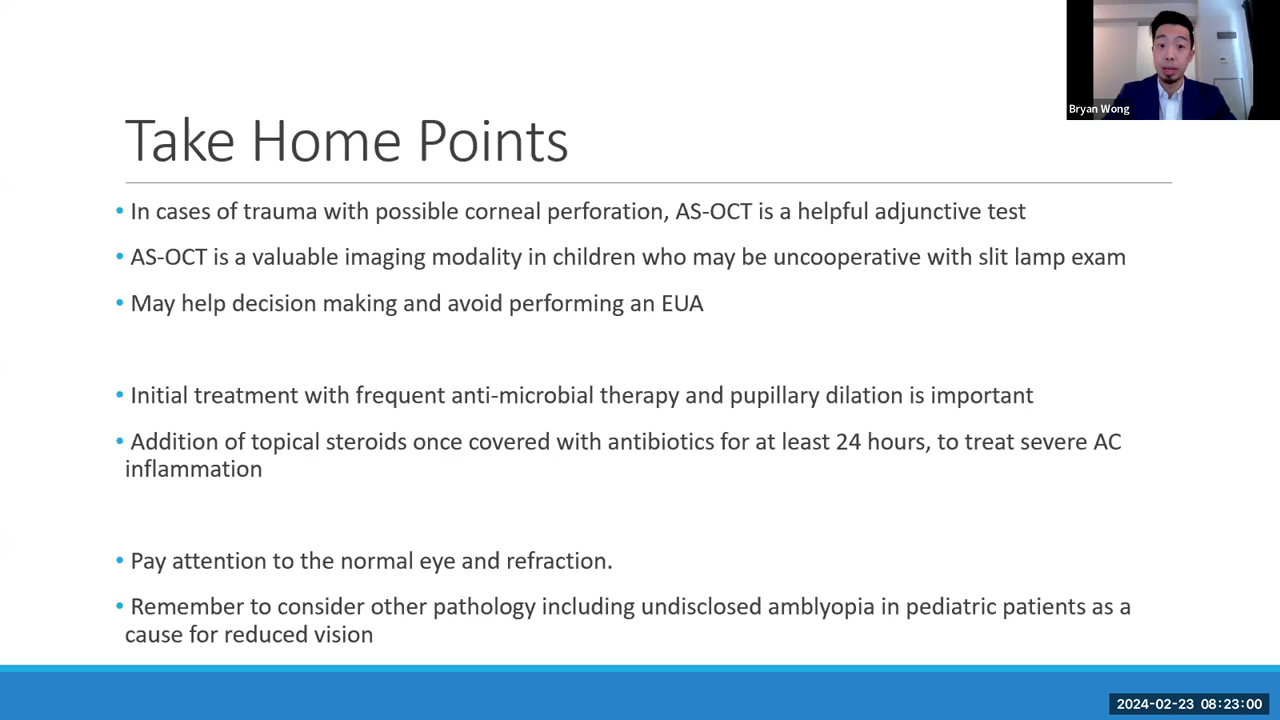 Bryan Wong
Take Home Points
• In cases of trauma with possible corneal perforation, AS-OCT is a helpful adjunctive test
• AS-OCT is a valuable imaging modality in children who may be uncooperative with slit lamp exam
• May help decision making and avoid performing an EUA
• Initial treatment with frequent anti-microbial therapy and pupillary dilation is important
• Addition of topical steroids once covered with antibiotics for at least 24 hours, to treat severe AC
inflammation
• Pay attention to the normal eye and refraction.
• Remember to consider other pathology including undisclosed amblyopia in pediatric patients as a
cause for reduced vision
2024-02-23 08:23:00